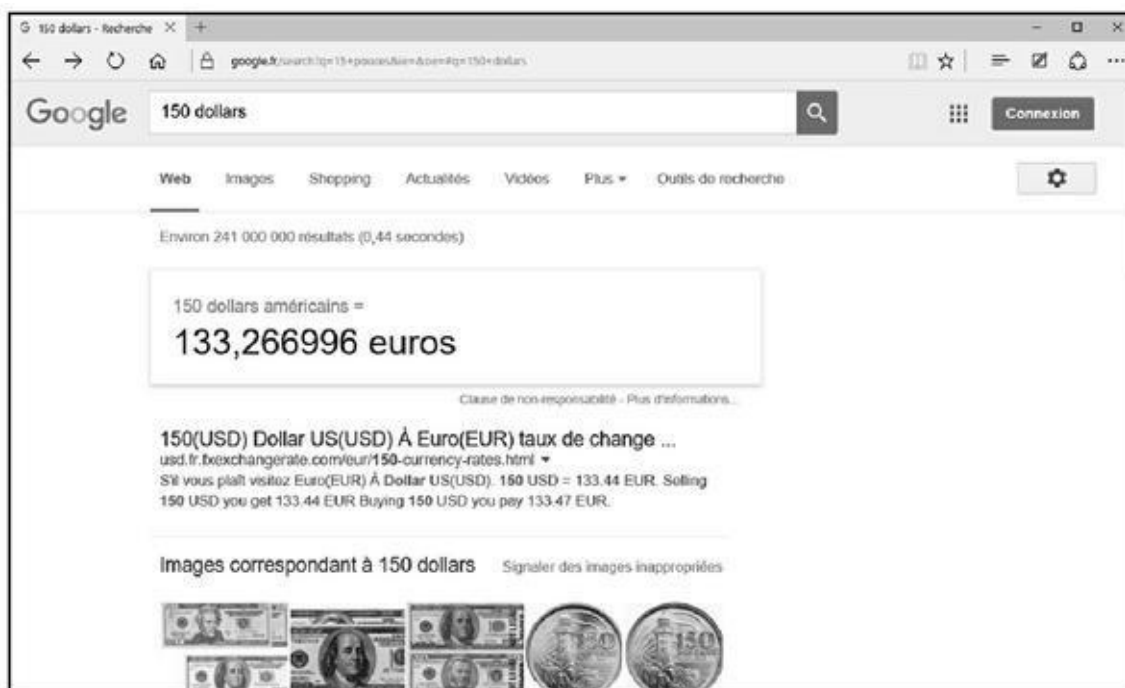 150 dollars - Recherche
google.fr/search?q=15+pouces&ie=&oe=#q=150+dollars
Google
150 dollars
Connexion
Web Images Shopping Actualités Vidéos Plus Outils de recherche
Environ 241 000 000 résultats (0,44 secondes)
150 dollars américains =
133,266996 euros
Clause de non-responsabilité - Plus d'informations...
150(USD) Dollar US(USD) À Euro(EUR) taux de change ...
usd.fr.fxexchangerate.com/eur/150-currency-rates.html
S'il vous plaît visitez Euro(EUR) À Dollar US(USD). 150 USD = 133.44 EUR. Selling
150 USD you get 133.44 EUR Buying 150 USD you pay 133.47 EUR.
Images correspondant à 150 dollars Signaler des images inappropriées